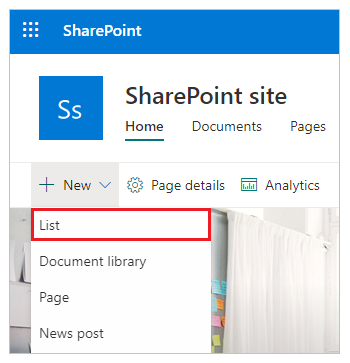 SharePoint
Ss
SharePoint site
Home Documents Pages
New Page details Analytics
List
Document library
Page
News post